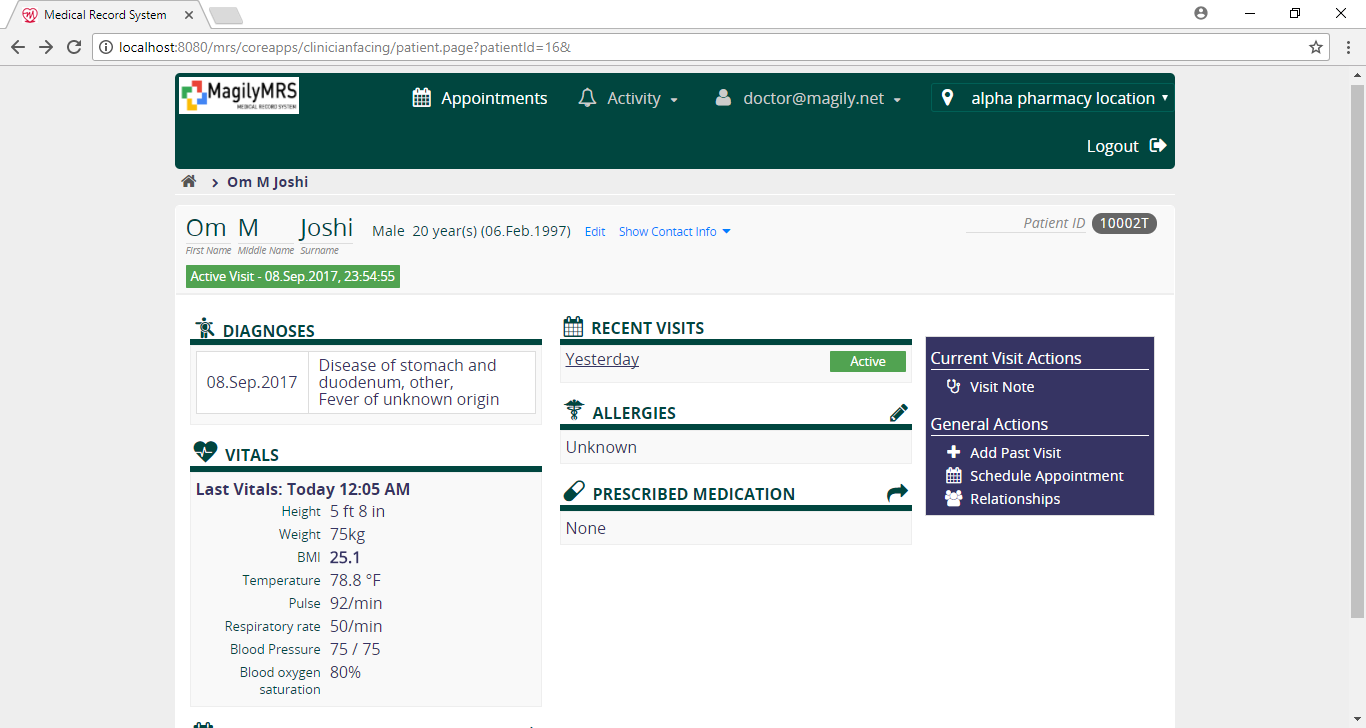 Medical Record System
localhost:8080/mrs/coreapps/clinicianfacing/patient.page?patientId=16&
MagilyMRS
MEDICAL RECORD SYSTEM
Appointments
Activity
doctor@magily.net
alpha pharmacy location
Logout
Om M Joshi
Om M Joshi
First Name Middle Name Surname
Male 20 year(s) (06.Feb.1997) Edit Show Contact Info
Patient ID 10002T
Active Visit - 08.Sep.2017, 23:54:55
DIAGNOSES
08.Sep.2017
Disease of stomach and
duodenum, other,
Fever of unknown origin
VITALS
Last Vitals: Today 12:05 AM
Height 5 ft 8 in
Weight 75kg
BMI 25.1
Temperature 78.8 °F
Pulse 92/min
Respiratory rate 50/min
Blood Pressure 75 / 75
Blood oxygen 80%
saturation
RECENT VISITS
Yesterday Active
ALLERGIES
Unknown
PRESCRIBED MEDICATION
None
Current Visit Actions
Visit Note
General Actions
Add Past Visit
Schedule Appointment
Relationships